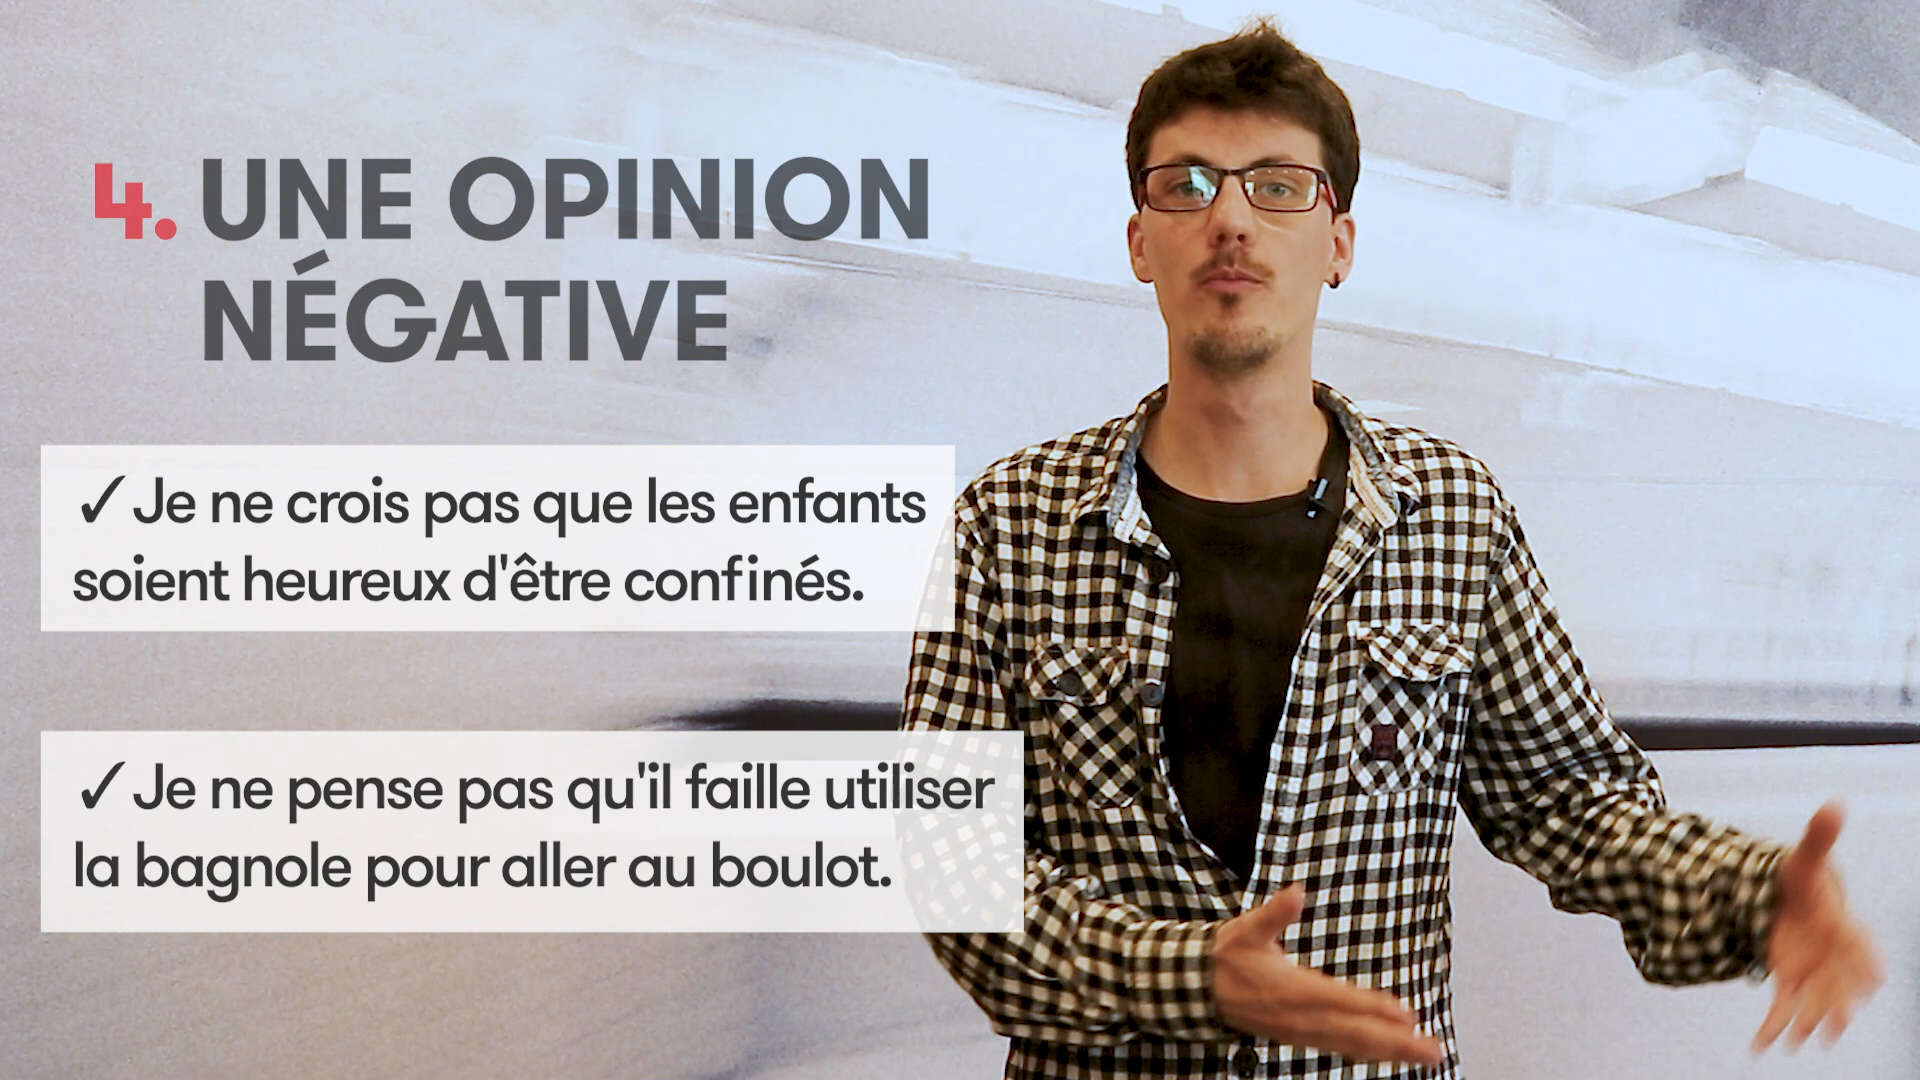 4. UNE OPINION
NÉGATIVE
✓Je ne crois pas que les enfants
soient heureux d'être confinés.
✓Je ne pense pas qu'il faille utiliser
la bagnole pour aller au boulot.